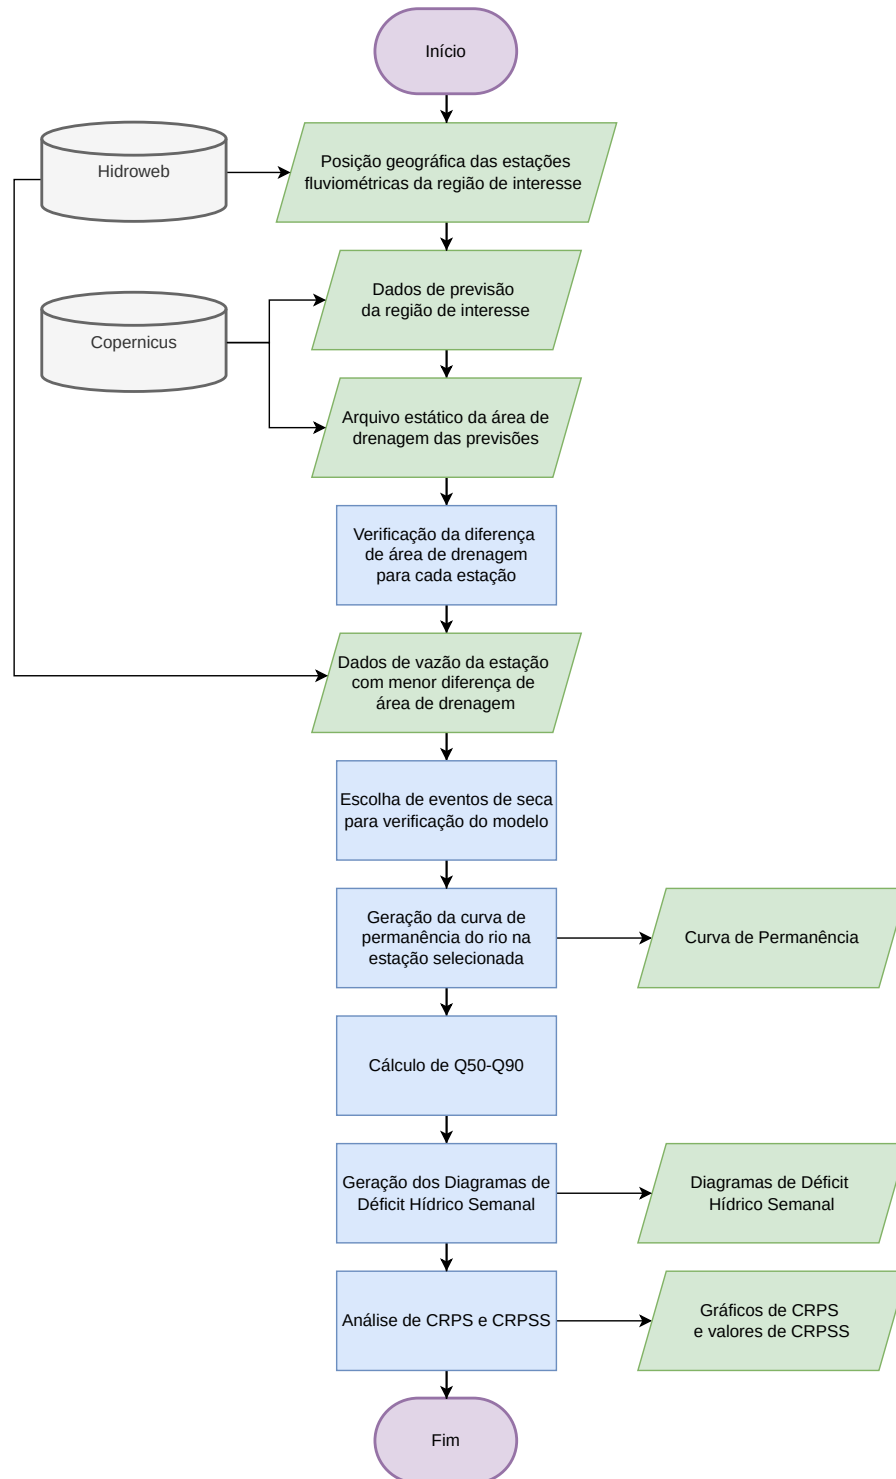 Início
Hidroweb
Posição geográfica das estações
fluviométricas da região de interesse
Copernicus
Dados de previsão
da região de interesse
Arquivo estático da área de
drenagem das previsões
Verificação da diferença
de área de drenagem
para cada estação
Dados de vazão da estação
com menor diferença de
área de drenagem
Escolha de eventos de seca
para verificação do modelo
Geração da curva de
permanência do rio na
estação selecionada
Curva de Permanência
Cálculo de Q50-Q90
Geração dos Diagramas de
Déficit Hídrico Semanal
Diagramas de Déficit
Hídrico Semanal
Análise de CRPS e CRPSS
Gráficos de CRPS
e valores de CRPSS
Fim